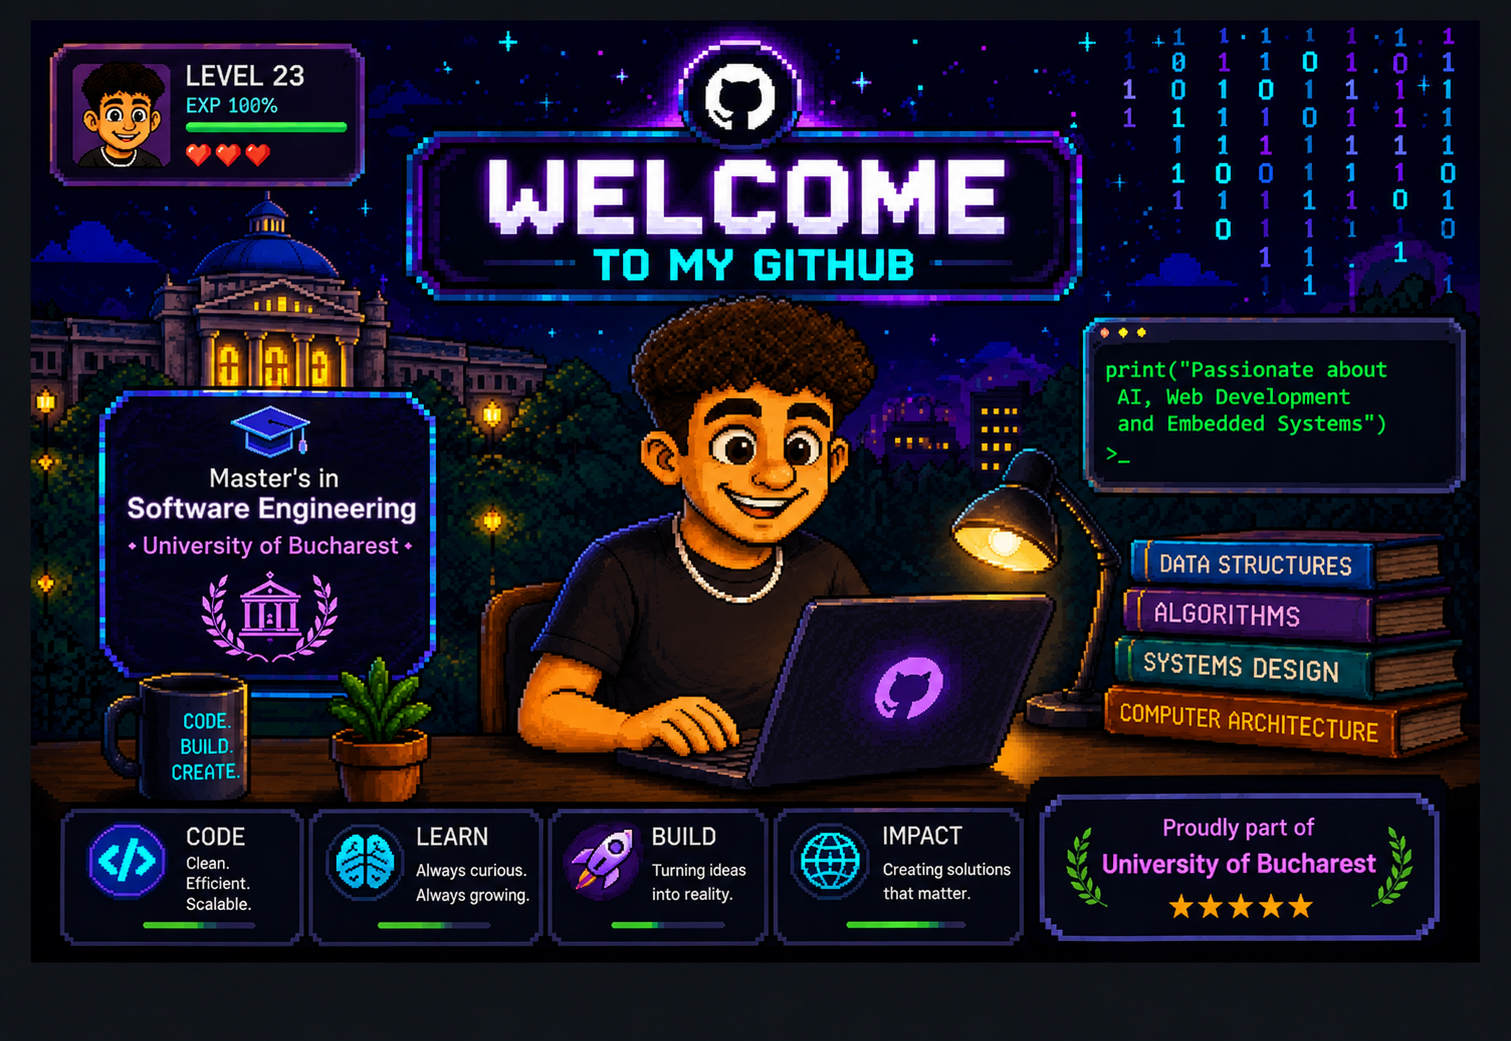 LEVEL 23
EXP 100%
WELCOME
TO MY GITHUB
print("Passionate about
AI, Web Development
and Embedded Systems")
>_
Master's in
Software Engineering
University of Bucharest
DATA STRUCTURES
ALGORITHMS
SYSTEMS DESIGN
COMPUTER ARCHITECTURE
CODE.
BUILD.
CREATE.
CODE
Clean.
Efficient.
Scalable.
LEARN
Always curious.
Always growing.
BUILD
Turning ideas
into reality.
IMPACT
Creating solutions
that matter.
Proudly part of
University of Bucharest